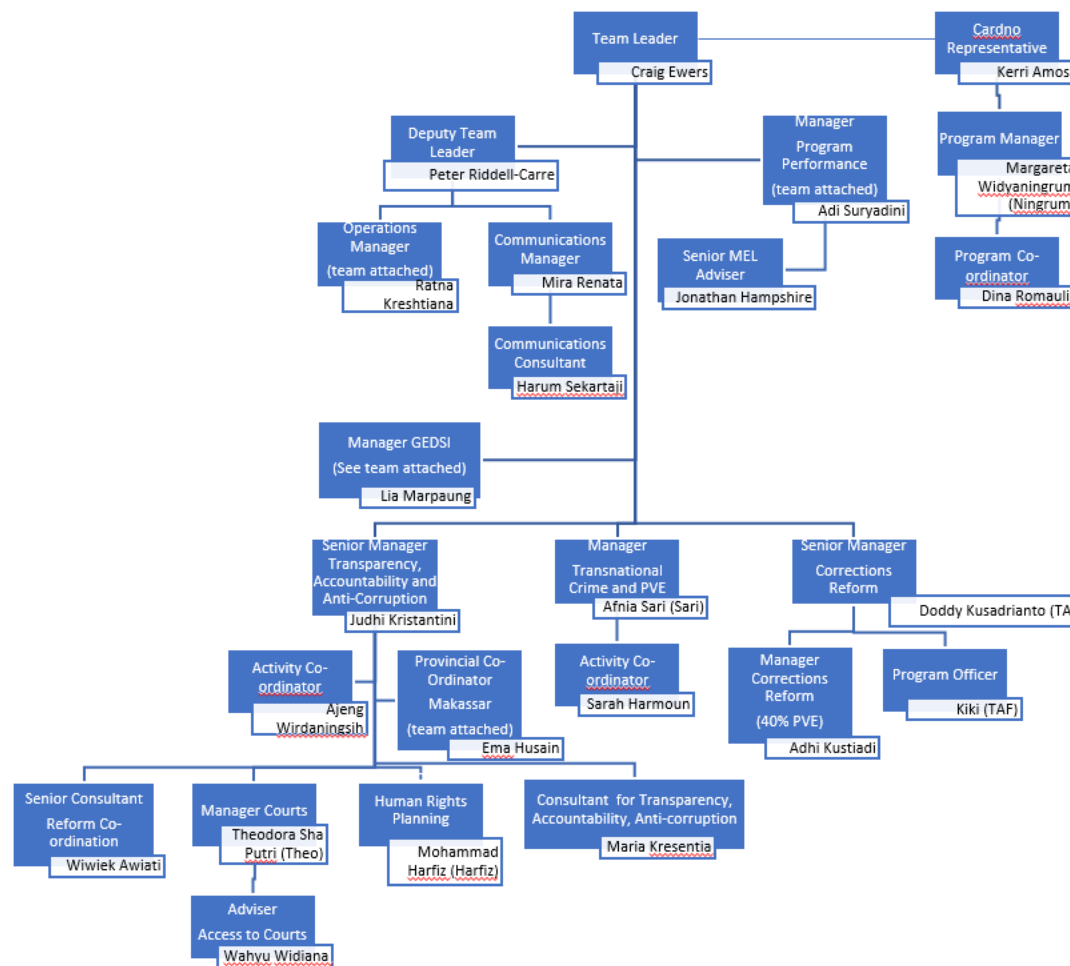 Team Leader
Craig Ewers
Cardno
Representative
Kerri Amos
Deputy Team
Leader
Peter Riddell-Carre
Manager
Program
Performance
(team attached)
Adi Suryadini
Program Manager
Margareta
Widyaningrum
(Ningrum
Operations
Manager
(team attached)
Ratna
Kreshtiana
Communications
Manager
Mira Renata
Senior MEL
Adviser
Jonathan Hampshire
Program Co-
ordinator
Dina Romauli
Communications
Consultant
Harum Sekartaji
Manager GEDSI
(See team attached)
Lia Marpaung
Senior Manager
Transparency,
Accountability and
Anti-Corruption
Judhi Kristantini
Manager
Transnational
Crime and PVE
Afnia Sari (Sari)
Senior Manager
Corrections
Reform
Doddy Kusadrianto (TA
Activity Co-
ordinator
Ajeng
Wirdaningsih
Provincial Co-
Ordinator
Makassar
(team attached)
Ema Husain
Activity Co-
ordinator
Sarah Harmoun
Manager
Corrections
Reform
(40% PVE)
Adhi Kustiadi
Program Officer
Kiki (TAF)
Senior Consultant
Reform Co-
ordination
Wiwiek Awiati
Manager Courts
Theodora Sha
Putri (Theo)
Human Rights
Planning
Mohammad
Harfiz (Harfiz)
Consultant for Transparency,
Accountability, Anti-corruption
Maria Kresentia
Adviser
Access to Courts
Wahyu Widiana